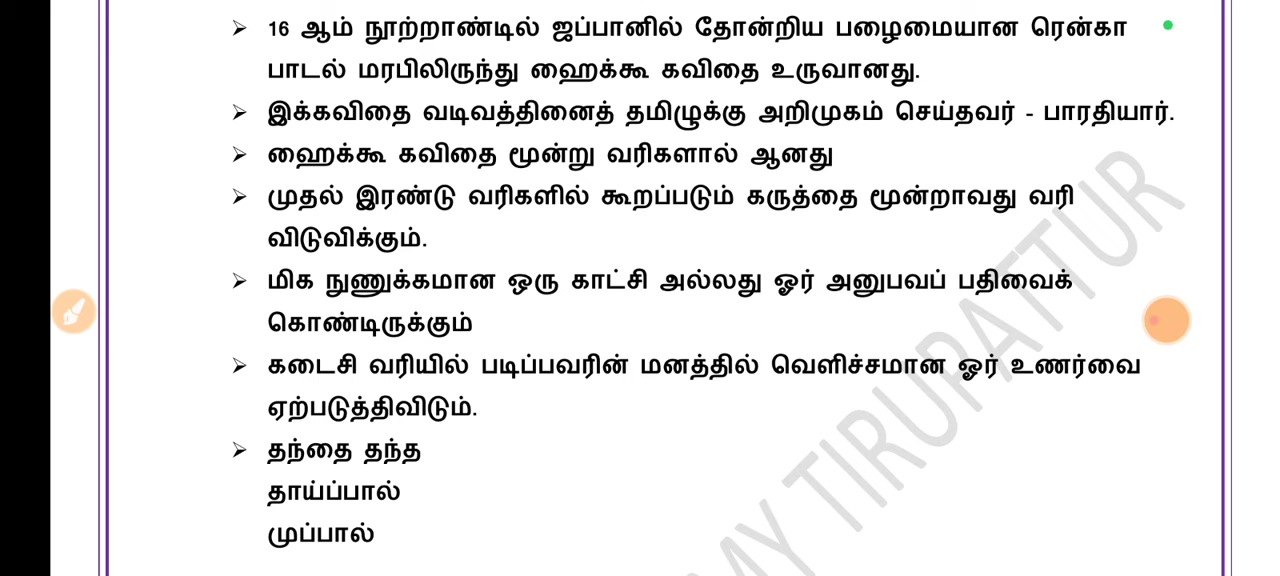 ➢ 16 ஆம் நூற்றாண்டில் ஜப்பானில் தோன்றிய பழைமையான ரென்கா
பாடல் மரபிலிருந்து ஹைக்கூ கவிதை உருவானது.
➢ இக்கவிதை வடிவத்தினைத் தமிழுக்கு அறிமுகம் செய்தவர் - பாரதியார்.
➢ ஹைக்கூ கவிதை மூன்று வரிகளால் ஆனது
➢ முதல் இரண்டு வரிகளில் கூறப்படும் கருத்தை மூன்றாவது வரி
விடுவிக்கும்.
➢ மிக நுணுக்கமான ஒரு காட்சி அல்லது ஓர் அனுபவப் பதிவைக்
கொண்டிருக்கும்
➢ கடைசி வரியில் படிப்பவரின் மனத்தில் வெளிச்சமான ஓர் உணர்வை
ஏற்படுத்திவிடும்.
➢ தந்தை தந்த
தாய்ப்பால்
முப்பால்
MY TIRUPATTUR